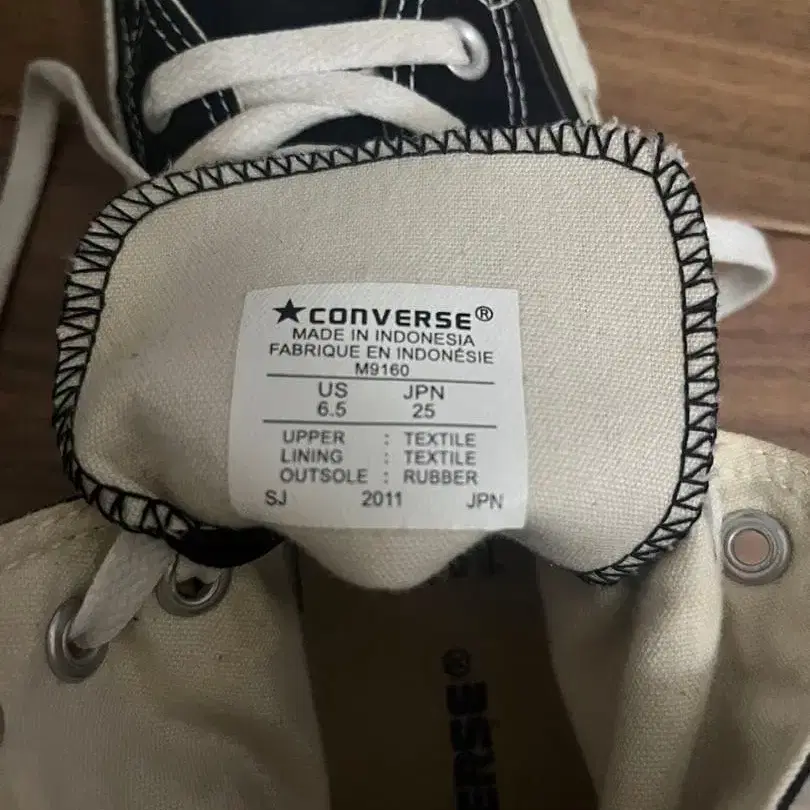 ★CONVERSE®
MADE IN INDONESIA
FABRIQUE EN INDONÉSIE
M9160
US JPN
6.5 25
UPPER : TEXTILE
LINING : TEXTILE
OUTSOLE : RUBBER
SJ 2011 JPN
ERSE®